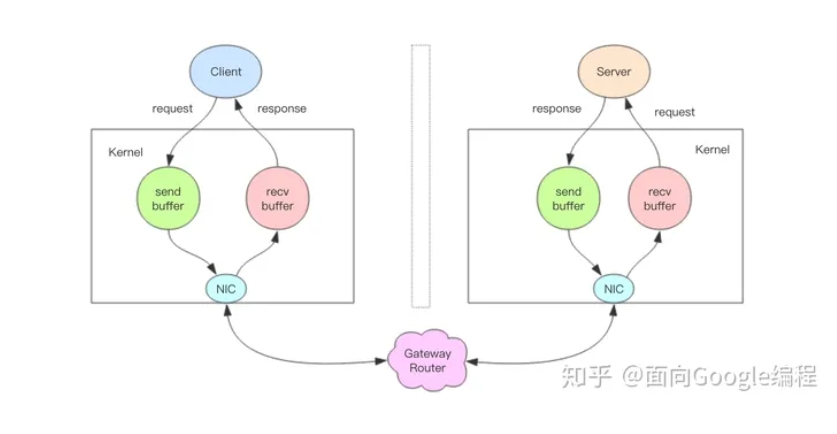 Client
Server
request
response
response
request
Kernel
Kernel
send
buffer
recv
buffer
send
buffer
recv
buffer
NIC
NIC
Gateway
Router
知乎 @面向Google编程